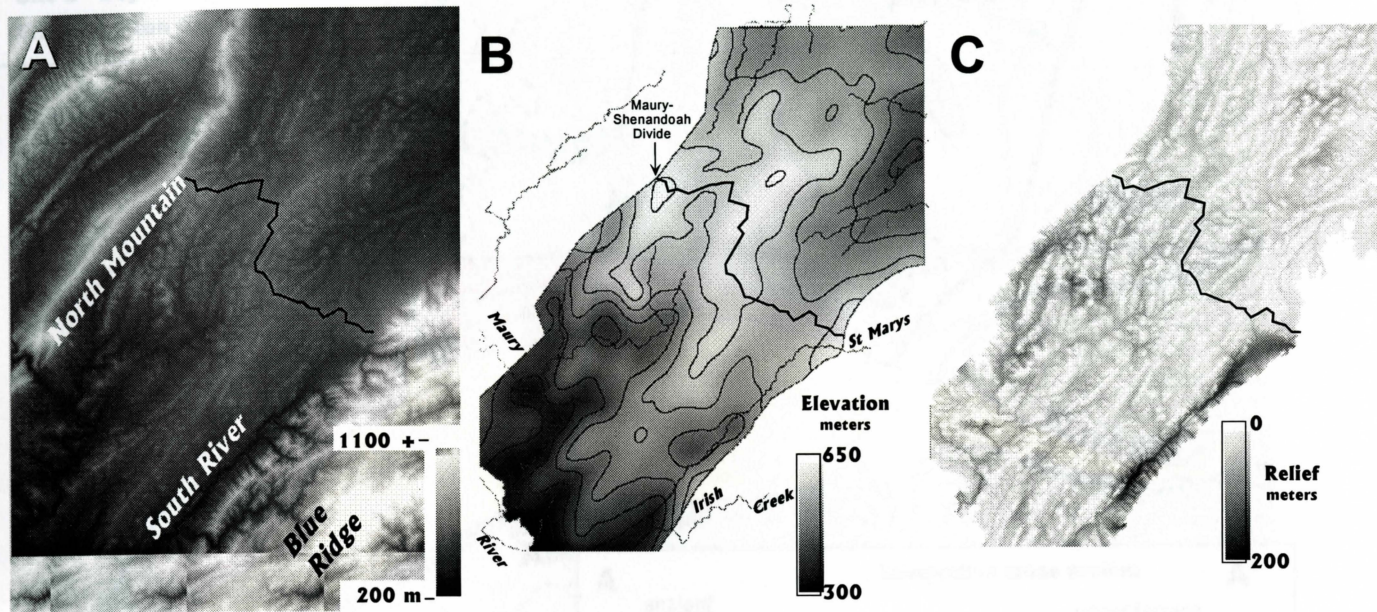 A
North Mountain
South River
Blue
Ridge
1100 +
200 m
B
Maury-
Shenandoah
Divide
Maury
River
St Marys
Irish
Creek
Elevation
meters
650
300
C
0
Relief
meters
200